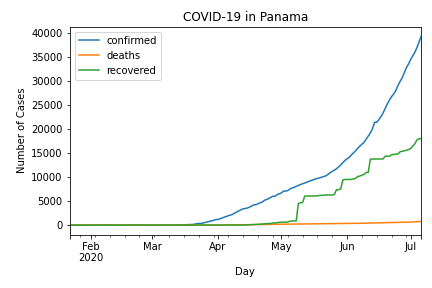 COVID-19 in Panama
confirmed
deaths
recovered
Number of Cases
40000
35000
30000
25000
20000
15000
10000
5000
0
Feb Mar Apr May Jun Jul
2020
Day